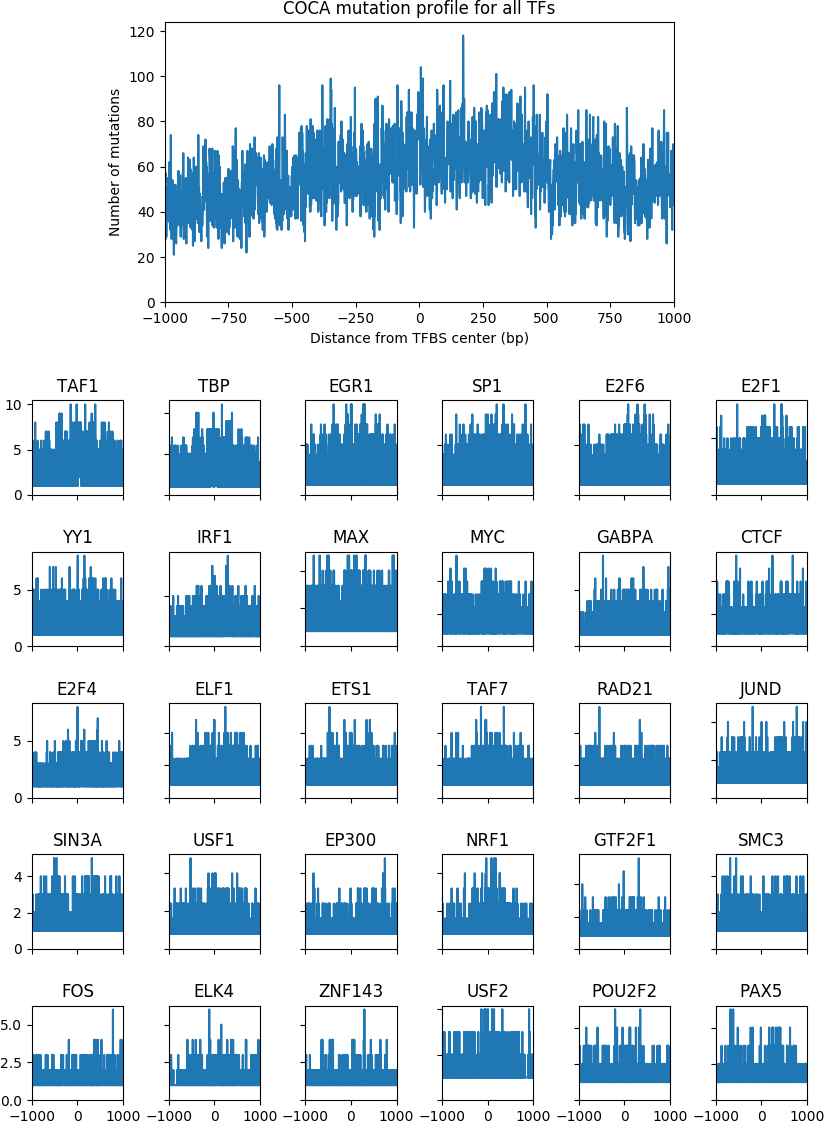 COCA mutation profile for all TFs
120
100
80
60
40
20
0
Number of mutations
−1000 −750 −500 −250 0 250 500 750 1000
Distance from TFBS center (bp)
TAF1 TBP EGR1 SP1 E2F6 E2F1
10
5
0
YY1 IRF1 MAX MYC GABPA CTCF
5
0
E2F4 ELF1 ETS1 TAF7 RAD21 JUND
5
0
SIN3A USF1 EP300 NRF1 GTF2F1 SMC3
4
2
0
FOS ELK4 ZNF143 USF2 POU2F2 PAX5
5.0
2.5
0.0
−1000 0 1000 −1000 0 1000 −1000 0 1000 −1000 0 1000 −1000 0 1000 −1000 0 1000